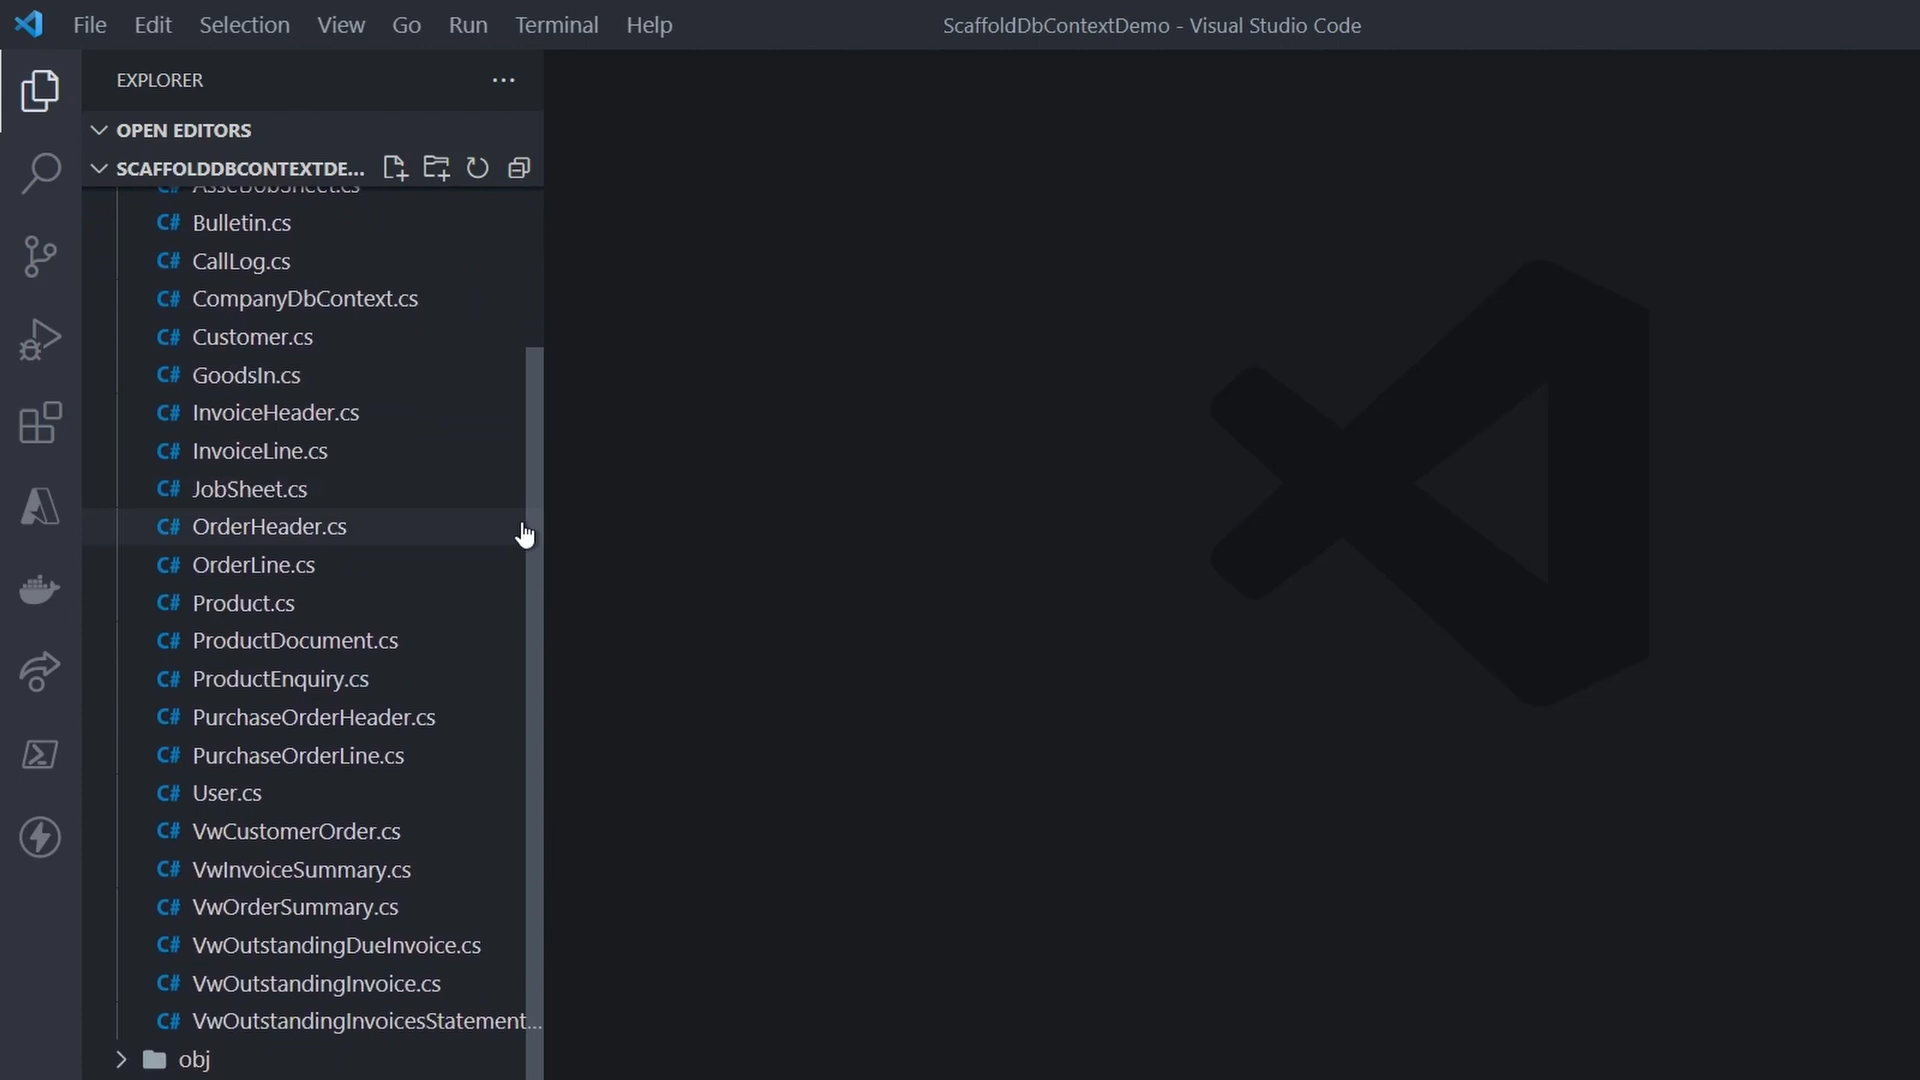 File Edit Selection View Go Run Terminal Help ScaffoldDbContextDemo - Visual Studio Code
EXPLORER
OPEN EDITORS
SCAFFOLDDBCONTEXTDE...
AssetJobSheet.cs
C# Bulletin.cs
C# CallLog.cs
C# CompanyDbContext.cs
C# Customer.cs
C# GoodsIn.cs
C# InvoiceHeader.cs
C# InvoiceLine.cs
C# JobSheet.cs
C# OrderHeader.cs
C# OrderLine.cs
C# Product.cs
C# ProductDocument.cs
C# ProductEnquiry.cs
C# PurchaseOrderHeader.cs
C# PurchaseOrderLine.cs
C# User.cs
C# VwCustomerOrder.cs
C# VwInvoiceSummary.cs
C# VwOrderSummary.cs
C# VwOutstandingDueInvoice.cs
C# VwOutstandingInvoice.cs
C# VwOutstandingInvoicesStatement...
obj